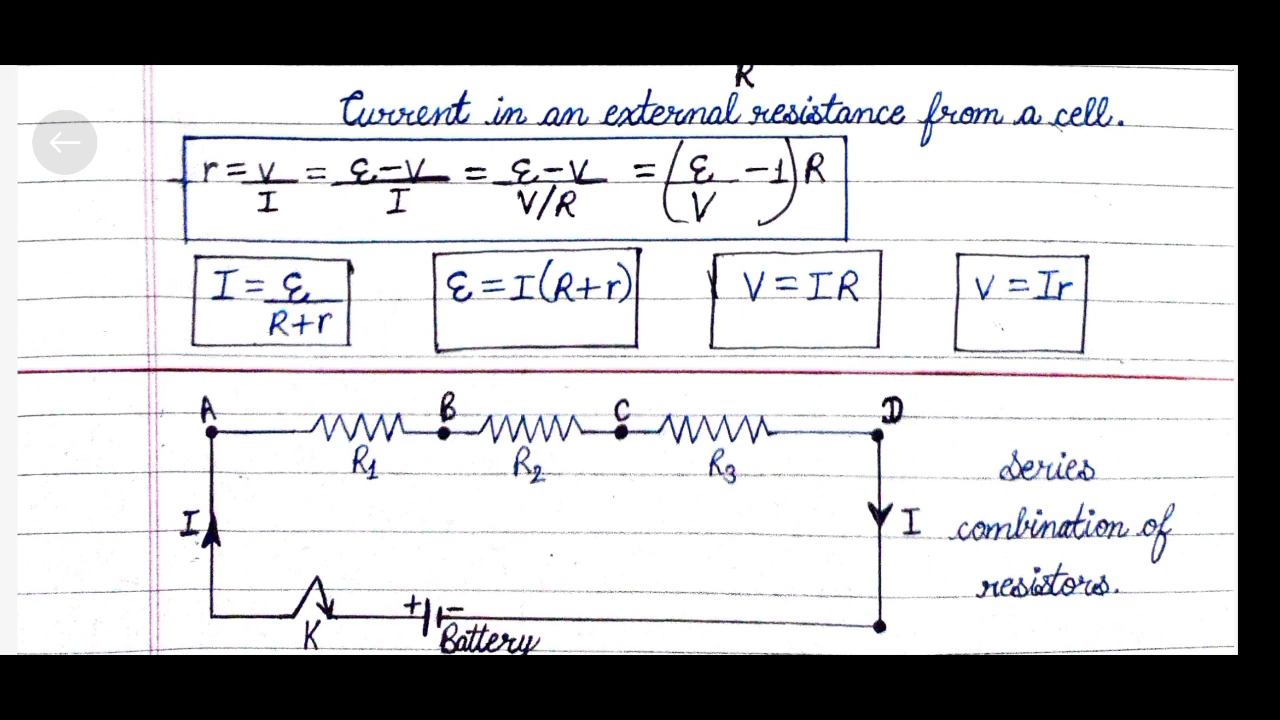 R
Current in an external resistance from a cell.
r = v/I = ε-V/I = ε-V/V/R = (ε/V -1)R
I = ε/R+r
ε = I(R+r)
V = IR
v = Ir
A B C D
R1 R2 R3
I
I
series
combination of
resistors.
K
+ -
Battery